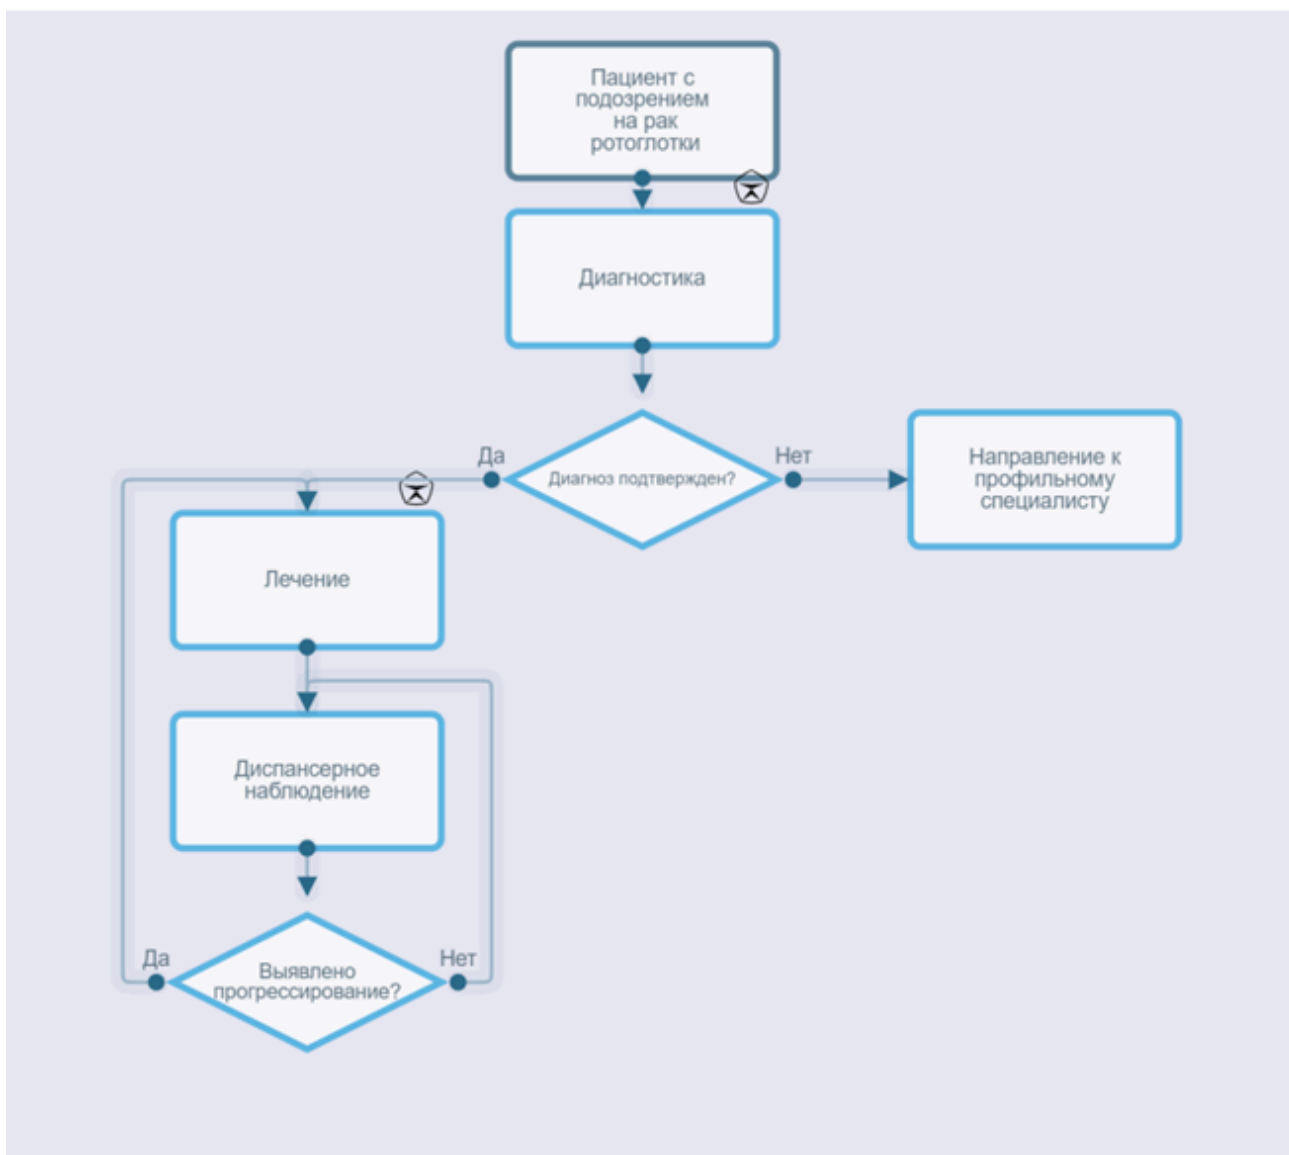 Пациент с
подозрением
на рак
ротоглотки
Диагностика
Да
Диагноз подтвержден?
Нет
Направление к
профильному
специалисту
Лечение
Диспансерное
наблюдение
Да
Выявлено
прогрессирование?
Нет